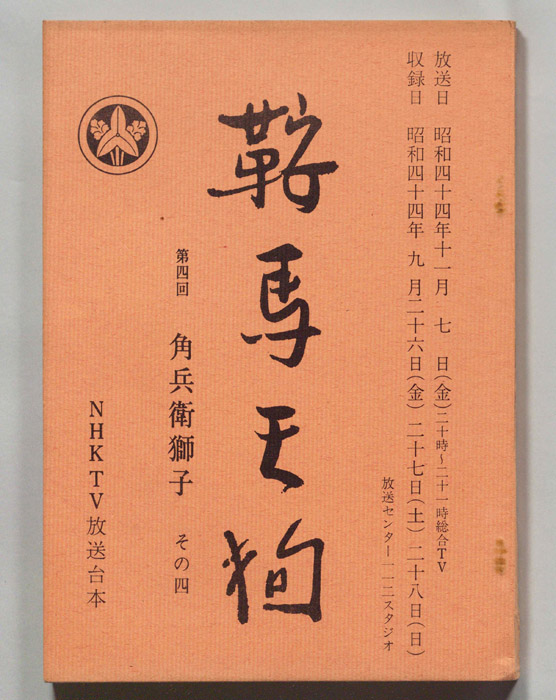 放送日 昭和四十四年十一月 七 日(金)二十時~二十一時総合TV
収録日 昭和四十四年 九 月二十六日(金) 二十七日(土) 二十八日(日)
放送センター一一二スタジオ
鞍馬天狗
第四回 角兵衛獅子 その四
NHKTV放送台本